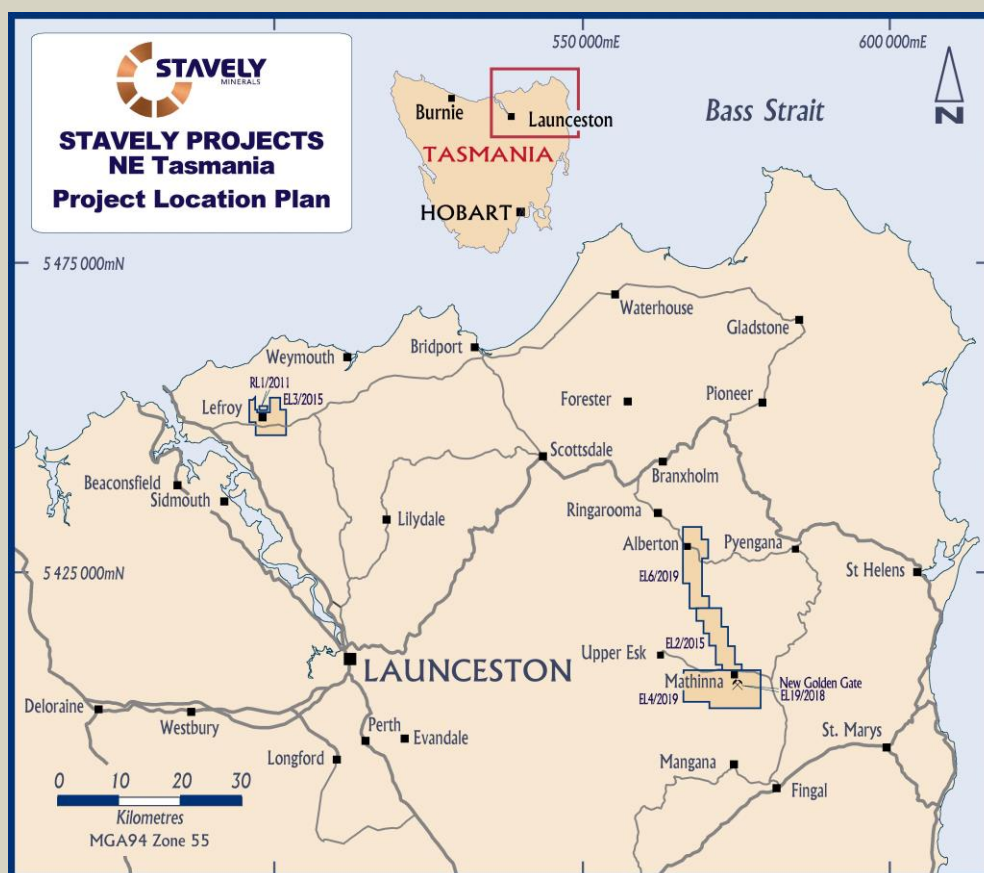 550 000mE
600 000mE
STAVELY
MINERALS
STAVELY PROJECTS
NE Tasmania
Project Location Plan
Burnie
Launceston
TASMANIA
HOBART
Bass Strait
N
5 475 000mN
Waterhouse
Gladstone
Weymouth
Bridport
RL1/2011
EL3/2015
Lefroy
Forester
Pioneer
Scottsdale
Branxholm
Beaconsfield
Sidmouth
Lilydale
Ringarooma
Alberton
Pyengana
5 425 000mN
EL6/2019
St Helens
Upper Esk
EL2/2015
LAUNCESTON
Mathinna
New Golden Gate
EL19/2018
EL4/2019
Deloraine
Westbury
Perth
Evandale
St. Marys
Longford
Mangana
Fingal
0 10 20 30
Kilometres
MGA94 Zone 55